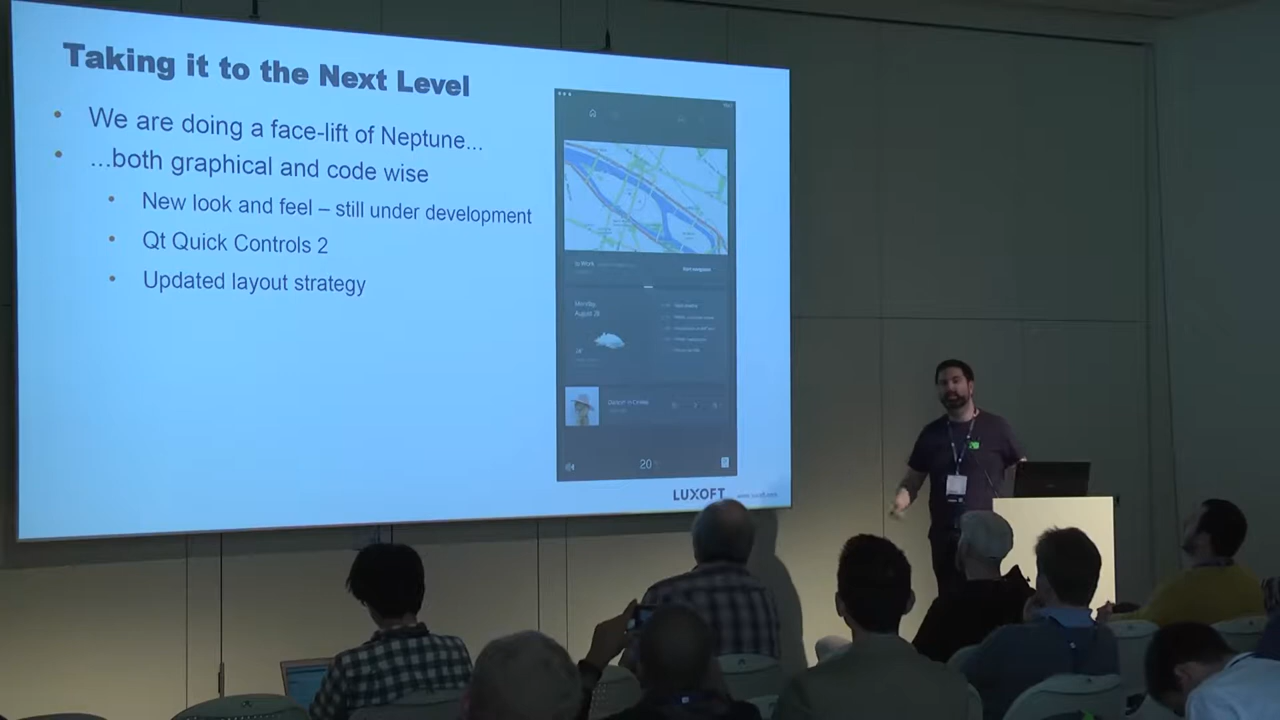 Taking it to the Next Level
• We are doing a face-lift of Neptune...
• ...both graphical and code wise
• New look and feel – still under development
• Qt Quick Controls 2
• Updated layout strategy
Monday,
August 28
20
LUXOFT